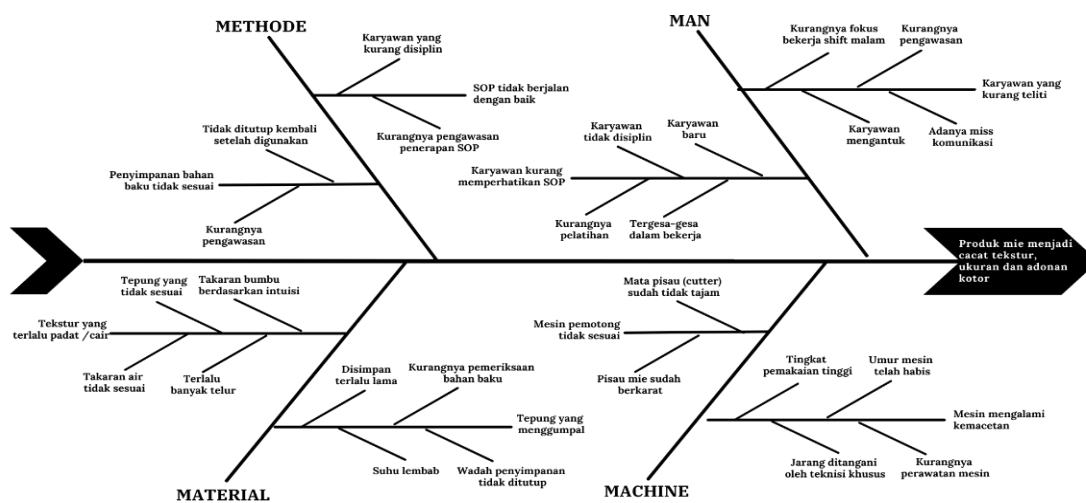 METHODE
Karyawan yang
kurang disiplin
SOP tidak berjalan
dengan baik
Kurangnya pengawasan
penerapan SOP
Tidak ditutup kembali
setelah digunakan
Penyimpanan bahan
baku tidak sesuai
Kurangnya
pengawasan
MAN
Kurangnya fokus
bekerja shift malam
Kurangnya
pengawasan
Karyawan yang
kurang teliti
Karyawan
mengantuk
Adanya miss
komunikasi
Karyawan
tidak disiplin
Karyawan
baru
Karyawan kurang
memperhatikan SOP
Kurangnya
pelatihan
Tergesa-gesa
dalam bekerja
Produk mie menjadi
cacat tekstur,
ukuran dan adonan
kotor
Tepung yang
tidak sesuai
Takaran bumbu
berdasarkan intuisi
Tekstur yang
terlalu padat /cair
Takaran air
tidak sesuai
Terlalu
banyak telur
Disimpan
terlalu lama
Kurangnya pemeriksaan
bahan baku
Tepung yang
menggumpal
Suhu lembab
Wadah penyimpanan
tidak ditutup
MATERIAL
Mata pisau (cutter)
sudah tidak tajam
Mesin pemotong
tidak sesuai
Pisau mie sudah
berkarat
Tingkat
pemakaian tinggi
Umur mesin
telah habis
Mesin mengalami
kemacetan
Jarang ditangani
oleh teknisi khusus
Kurangnya
perawatan mesin
MACHINE